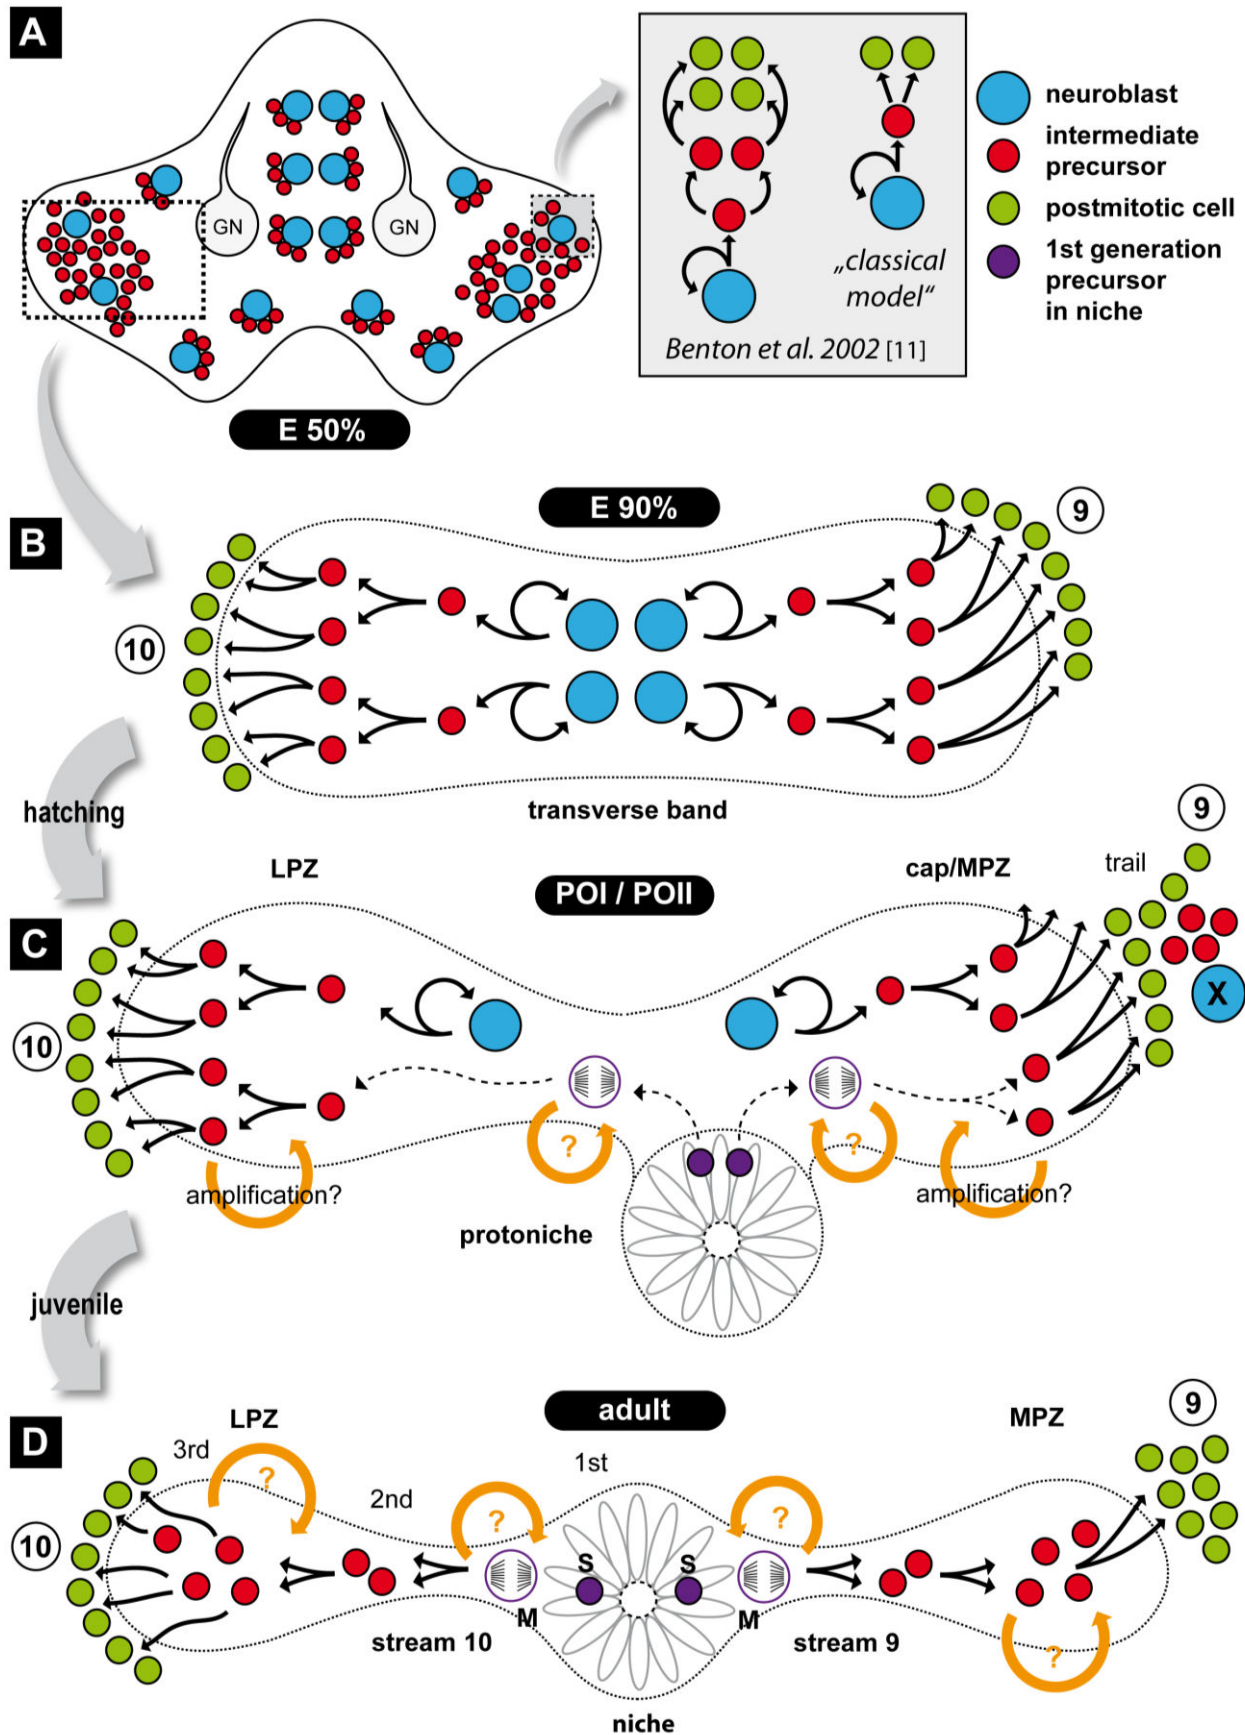 A
GN
GN
„classical
model“
Benton et al. 2002 [11]
neuroblast
intermediate
precursor
postmitotic cell
1st generation
precursor
in niche
E 50%
B
E 90%
9
10
transverse band
hatching
C
LPZ
POI / POII
cap/MPZ
trail
9
X
10
?
?
amplification?
amplification?
protoniche
juvenile
D
adult
LPZ
MPZ
9
3rd
?
2nd
?
1st
?
10
S
S
M
M
stream 10
stream 9
?
niche